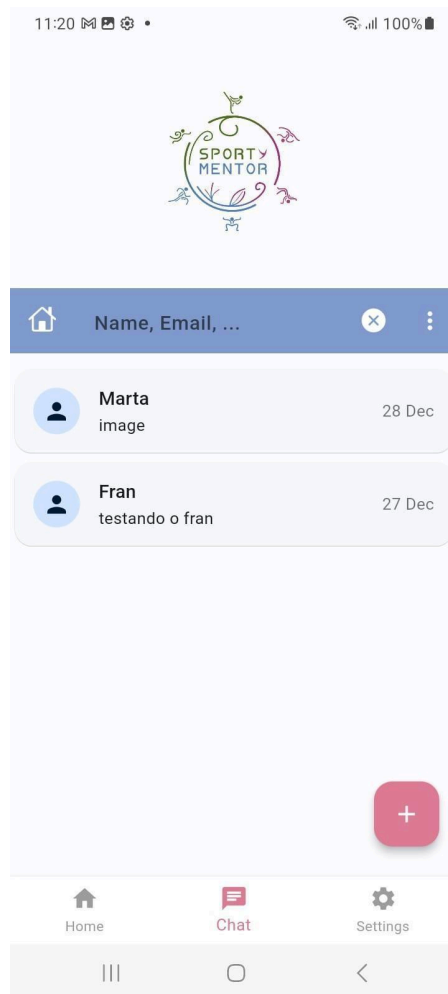 11:20
100%
SPORTY
MENTOR
Name, Email, ...
Marta
image
28 Dec
Fran
testando o fran
27 Dec
+
Home
Chat
Settings